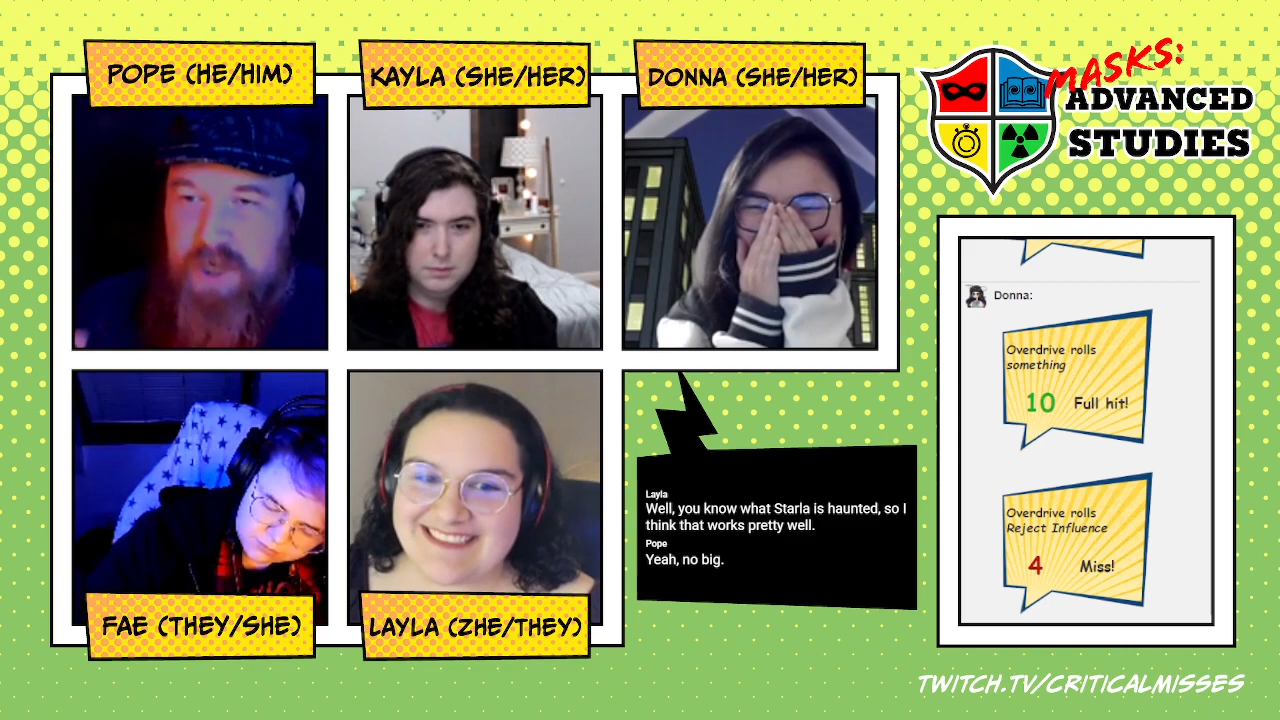 POPE (HE/HIM)
KAYLA (SHE/HER)
DONNA (SHE/HER)
MASKS:
ADVANCED
STUDIES
Donna:
Overdrive rolls
something
10 Full hit!
Overdrive rolls
Reject Influence
4 Miss!
Layla
Well, you know what Starla is haunted, so I
think that works pretty well.
Pope
Yeah, no big.
FAE (THEY/SHE)
LAYLA (ZHE/THEY)
TWITCH.TV/CRITICALMISSES